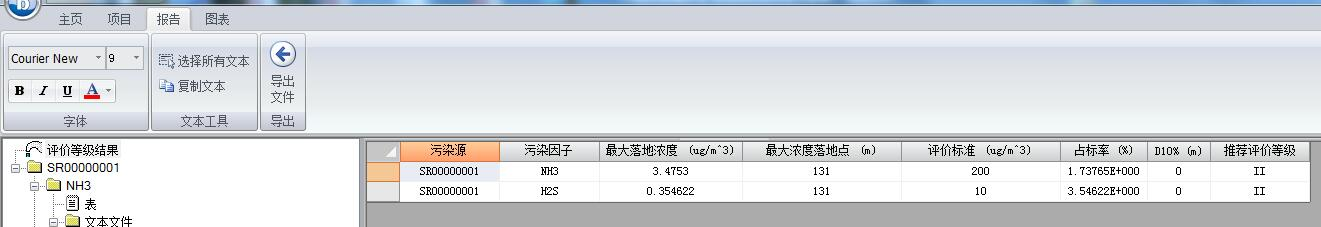 D
主页 项目 报告 图表
Courier New 9 选择所有文本 导出
B I U A 复制文本 文件
字体 文本工具 导出
评价等级结果
SR00000001
NH3
表
文本文件
污染源 污染因子 最大落地浓度 (ug/m^3) 最大浓度落地点 (m) 评价标准 (ug/m^3) 占标率 (%) D10% (m) 推荐评价等级
SR00000001 NH3 3.4753 131 200 1.73765E+000 0 II
SR00000001 H2S 0.354622 131 10 3.54622E+000 0 II